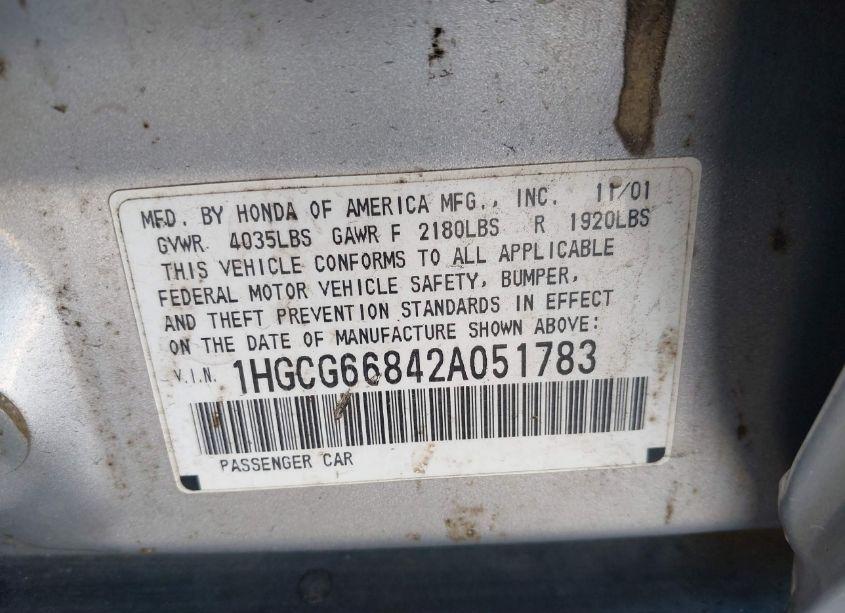 MFD. BY HONDA OF AMERICA MFG., INC. 11/01
GVWR. 4035LBS GAWR F 2180LBS R 1920LBS
THIS VEHICLE CONFORMS TO ALL APPLICABLE
FEDERAL MOTOR VEHICLE SAFETY, BUMPER,
AND THEFT PREVENTION STANDARDS IN EFFECT
ON THE DATE OF MANUFACTURE SHOWN ABOVE:
V.I.N. 1HGCG66842A051783
PASSENGER CAR